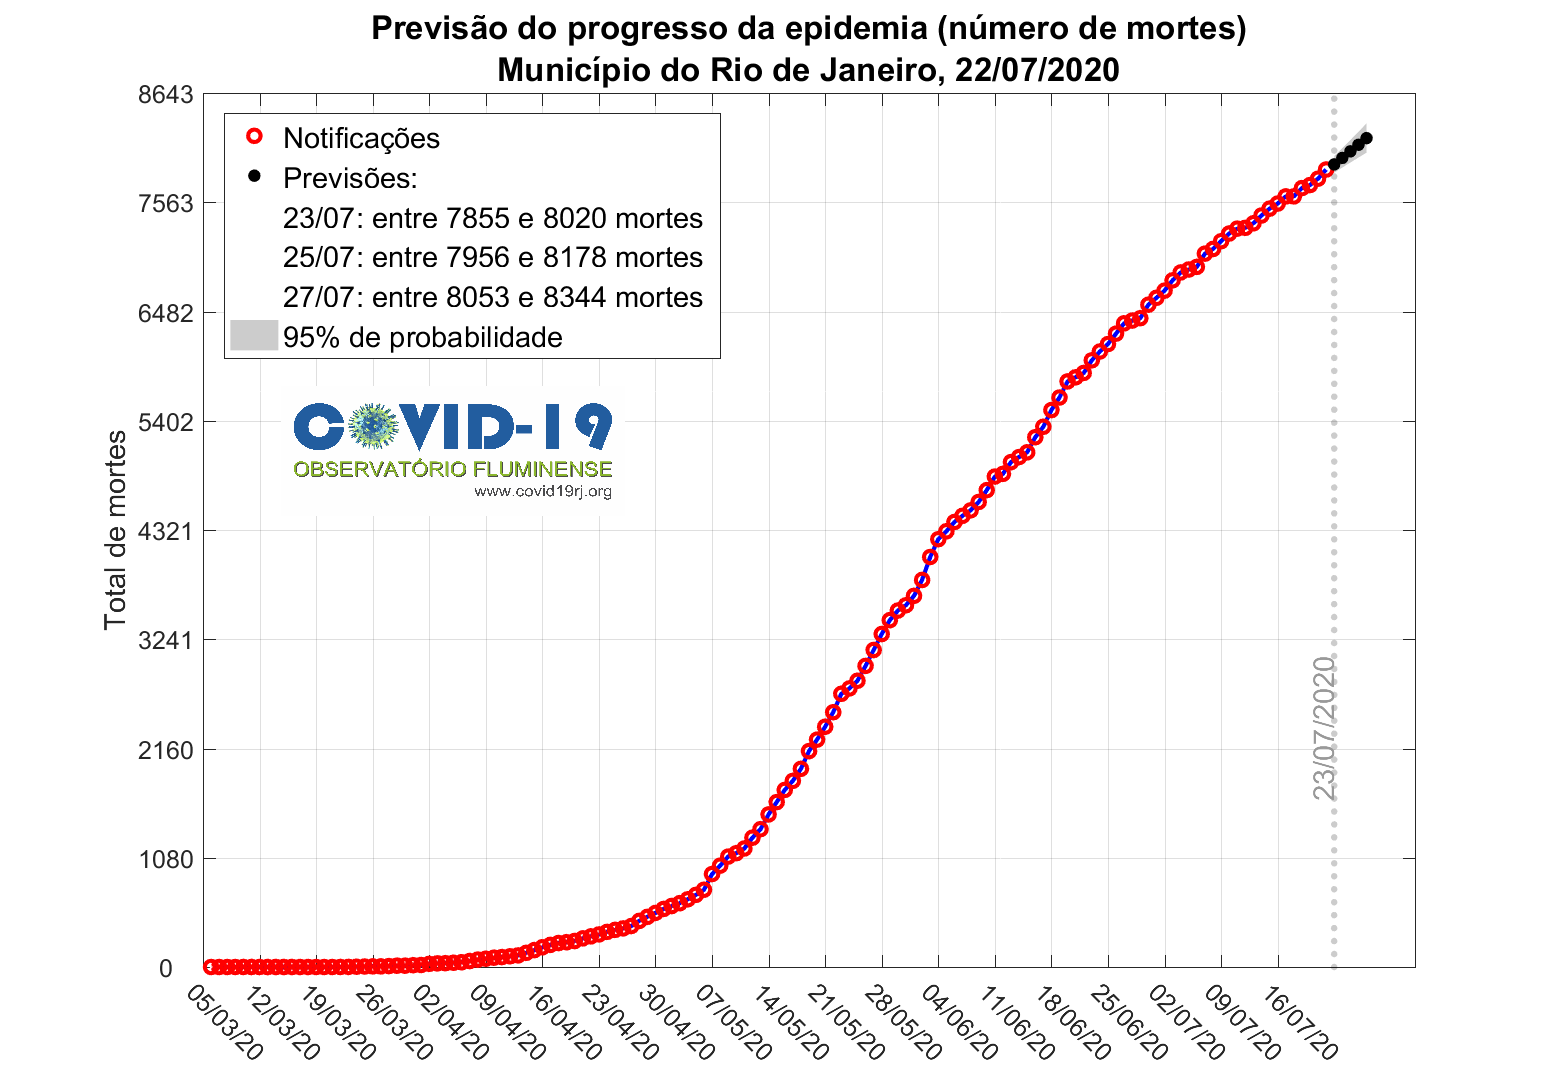 Previsão do progresso da epidemia (número de mortes)
Município do Rio de Janeiro, 22/07/2020
Notificações
Previsões:
23/07: entre 7855 e 8020 mortes
25/07: entre 7956 e 8178 mortes
27/07: entre 8053 e 8344 mortes
95% de probabilidade
COVID-19
OBSERVATÓRIO FLUMINENSE
www.covid19rj.org
Total de mortes
8643
7563
6482
5402
4321
3241
2160
1080
0
23/07/2020
05/03/20
12/03/20
19/03/20
26/03/20
02/04/20
09/04/20
16/04/20
23/04/20
30/04/20
07/05/20
14/05/20
21/05/20
28/05/20
04/06/20
11/06/20
18/06/20
25/06/20
02/07/20
09/07/20
16/07/20